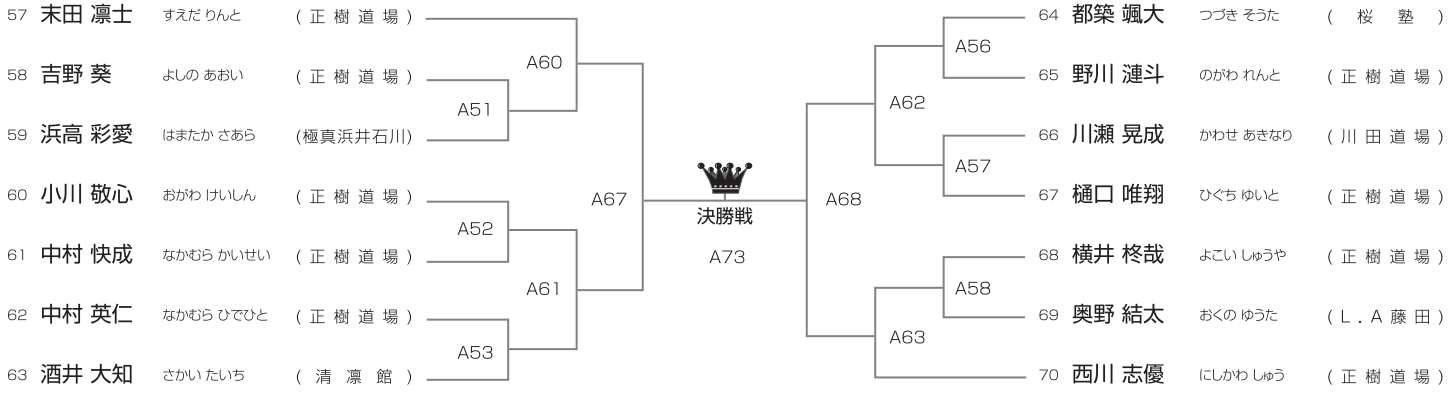 57 末田 凛士 すえだ りんと (正樹道場)
58 吉野 葵 よしの あおい (正樹道場)
59 浜高 彩愛 はまたか さあら (極真浜井石川)
60 小川 敬心 おがわ けいしん (正樹道場)
61 中村 快成 なかむら かいせい (正樹道場)
62 中村 英仁 なかむら ひでひと (正樹道場)
63 酒井 大知 さかい たいち (清凛館)
A60
A51
A52
A61
A53
A67
決勝戦
A73
A68
A56
A62
A57
A58
A63
64 都築 颯大 つづき そうた (桜塾)
65 野川 漣斗 のがわ れんと (正樹道場)
66 川瀬 晃成 かわせ あきなり (川田道場)
67 樋口 唯翔 ひぐち ゆいと (正樹道場)
68 横井 柊哉 よこい しゅうや (正樹道場)
69 奥野 結太 おくの ゆうた (L.A藤田)
70 西川 志優 にしかわ しゅう (正樹道場)